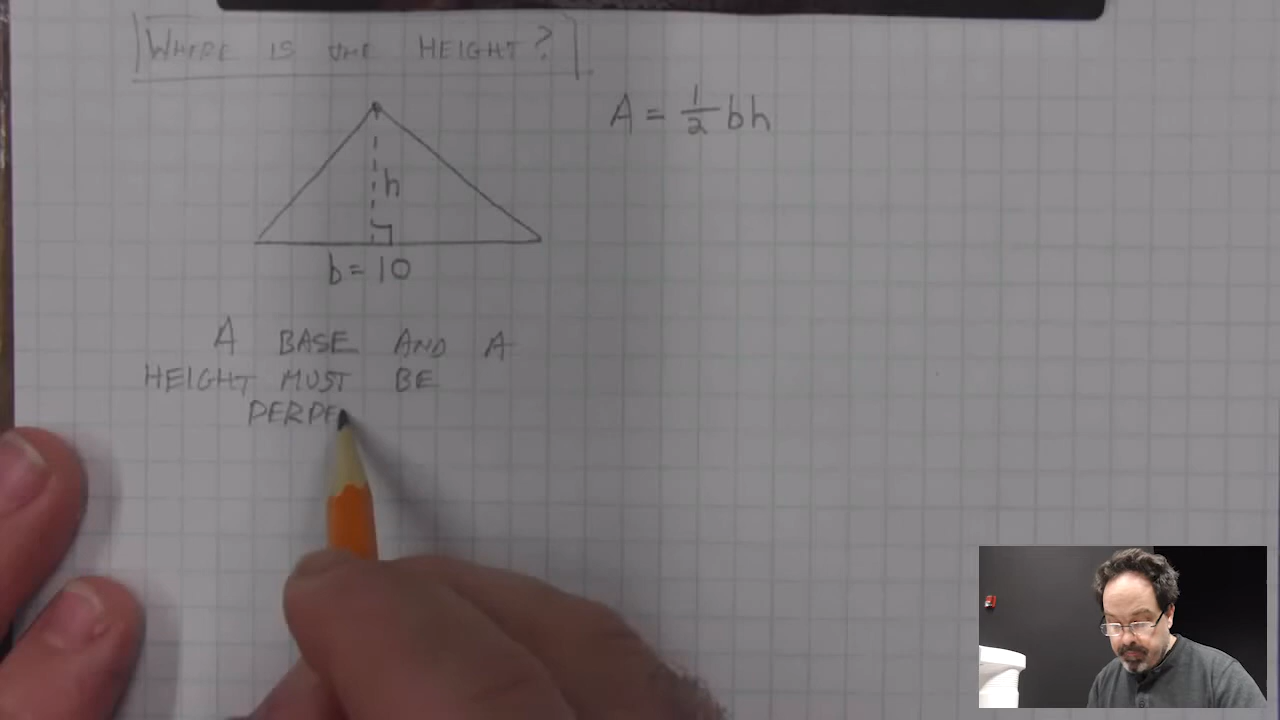 WHERE IS THE HEIGHT?
A = 1/2 bh
h
b = 10
A BASE AND A
HEIGHT MUST BE
PERPE